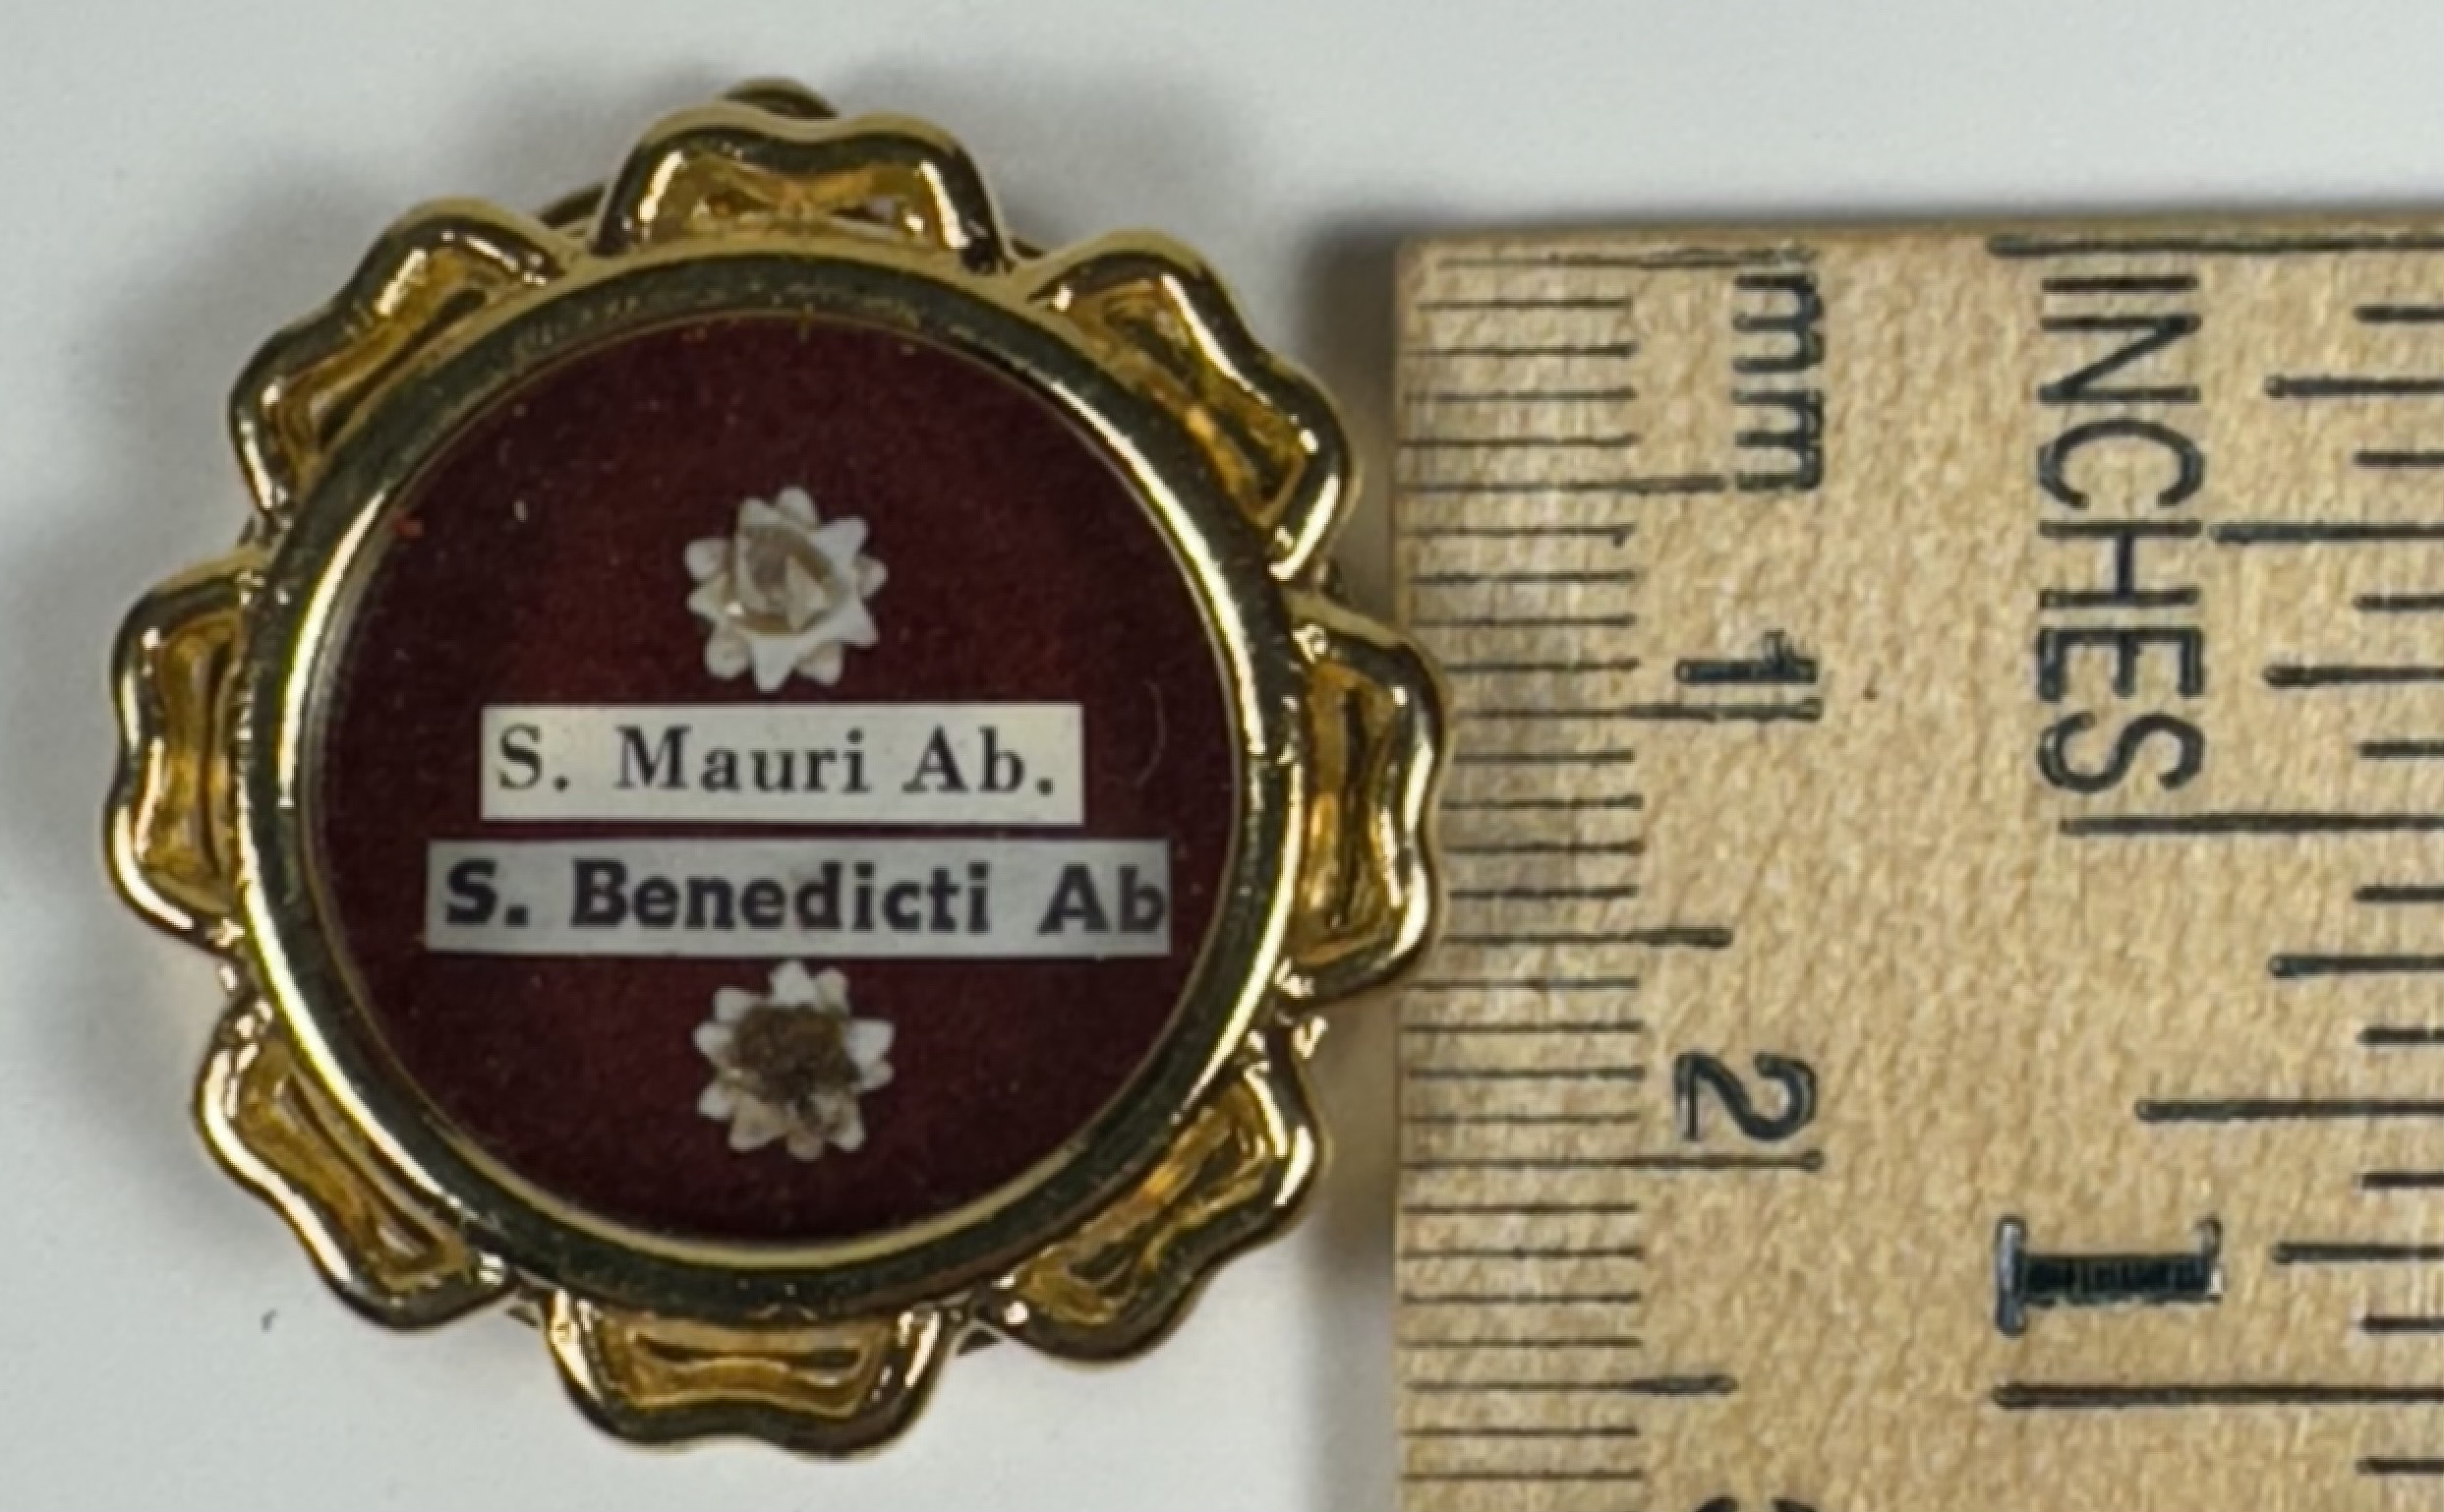 S. Mauri Ab.
S. Benedicti Ab
mm
1
2
INCHES
1